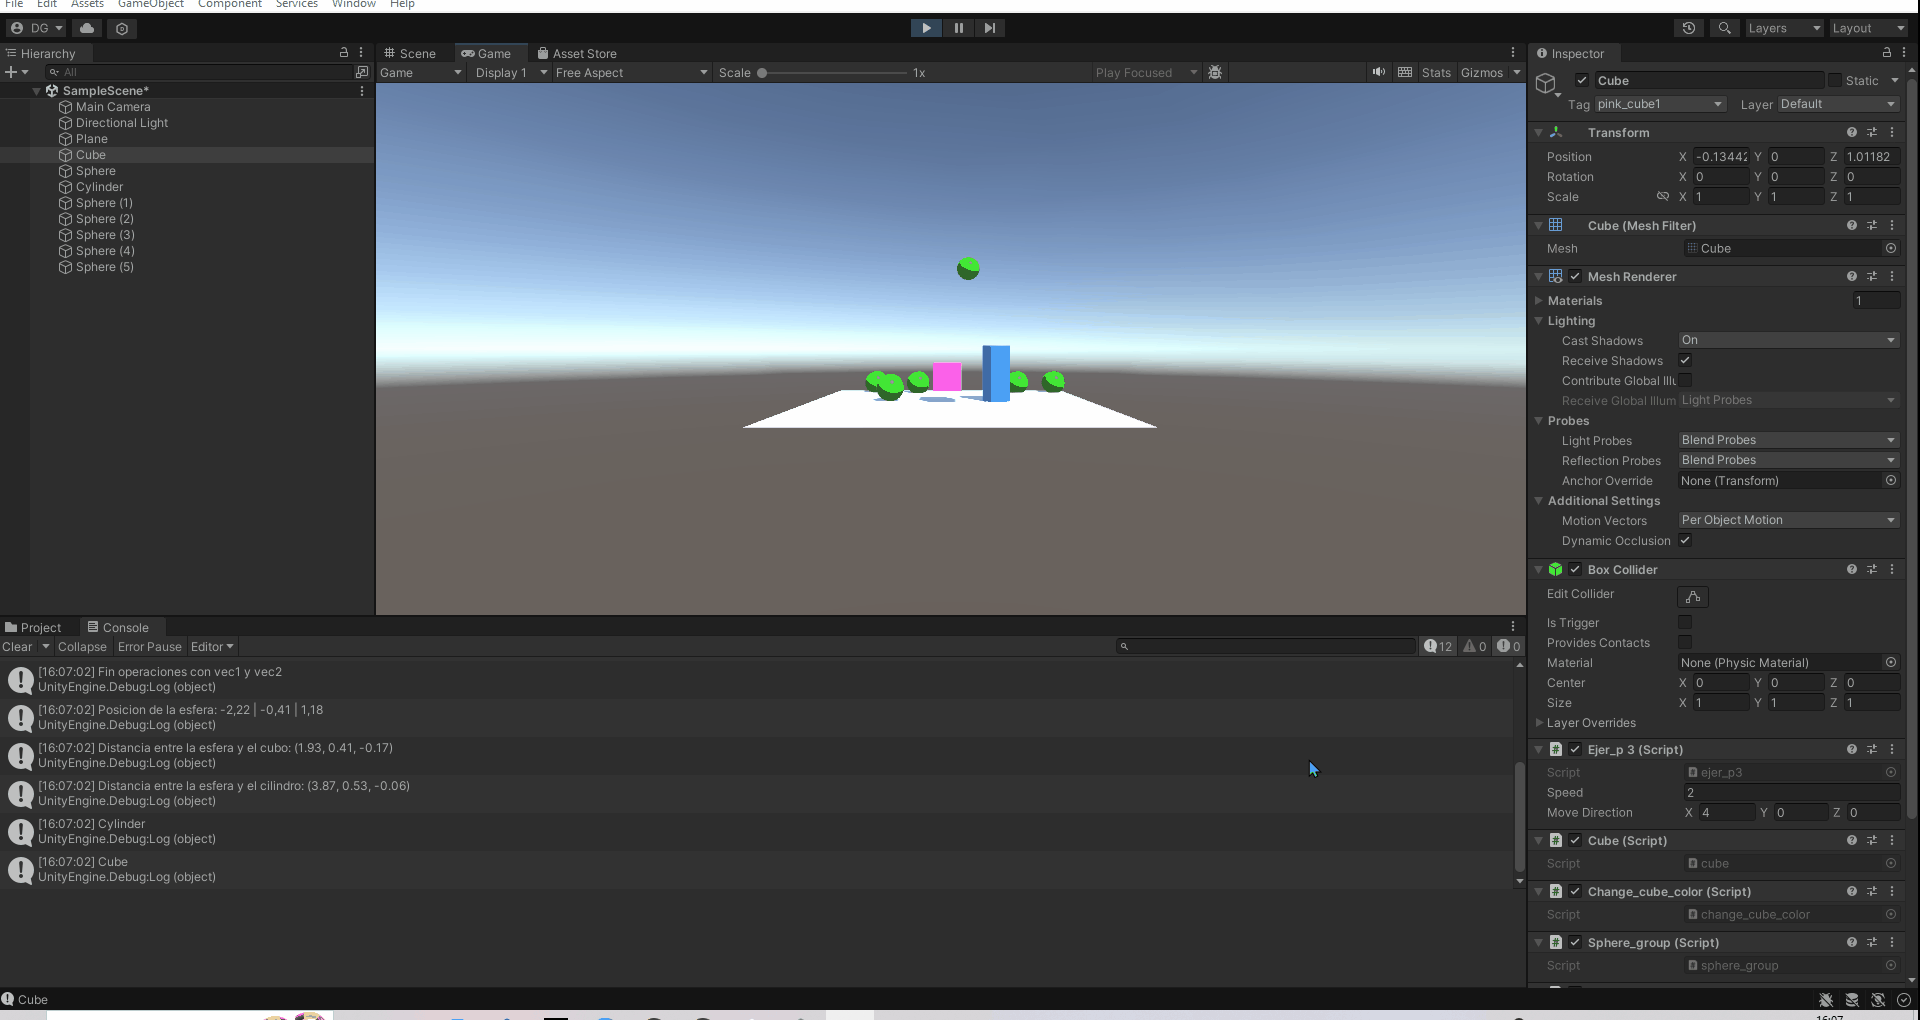 File Edit Assets GameObject Component Services Window Help
DG Layers Layout
Hierarchy
All
SampleScene*
Main Camera
Directional Light
Plane
Cube
Sphere
Cylinder
Sphere (1)
Sphere (2)
Sphere (3)
Sphere (4)
Sphere (5)
Scene Game Asset Store
Game Display 1 Free Aspect Scale 1x Play Focused Stats Gizmos
Project Console
Clear Collapse Error Pause Editor 12 0 0
[16:07:02] Fin operaciones con vec1 y vec2
UnityEngine.Debug:Log (object)
[16:07:02] Posicion de la esfera: -2,22 | -0,41 | 1,18
UnityEngine.Debug:Log (object)
[16:07:02] Distancia entre la esfera y el cubo: (1.93, 0.41, -0.17)
UnityEngine.Debug:Log (object)
[16:07:02] Distancia entre la esfera y el cilindro: (3.87, 0.53, -0.06)
UnityEngine.Debug:Log (object)
[16:07:02] Cylinder
UnityEngine.Debug:Log (object)
[16:07:02] Cube
UnityEngine.Debug:Log (object)
Cube
Inspector
Cube Static
Tag pink_cube1 Layer Default
Transform
Position X -0.13442 Y 0 Z 1.01182
Rotation X 0 Y 0 Z 0
Scale X 1 Y 1 Z 1
Cube (Mesh Filter)
Mesh Cube
Mesh Renderer
Materials 1
Lighting
Cast Shadows On
Receive Shadows
Contribute Global Illu
Receive Global Illum Light Probes
Probes
Light Probes Blend Probes
Reflection Probes Blend Probes
Anchor Override None (Transform)
Additional Settings
Motion Vectors Per Object Motion
Dynamic Occlusion
Box Collider
Edit Collider
Is Trigger
Provides Contacts
Material None (Physic Material)
Center X 0 Y 0 Z 0
Size X 1 Y 1 Z 1
Layer Overrides
Ejer_p 3 (Script)
Script ejer_p3
Speed 2
Move Direction X 4 Y 0 Z 0
Cube (Script)
Script cube
Change_cube_color (Script)
Script change_cube_color
Sphere_group (Script)
Script sphere_group
16:07